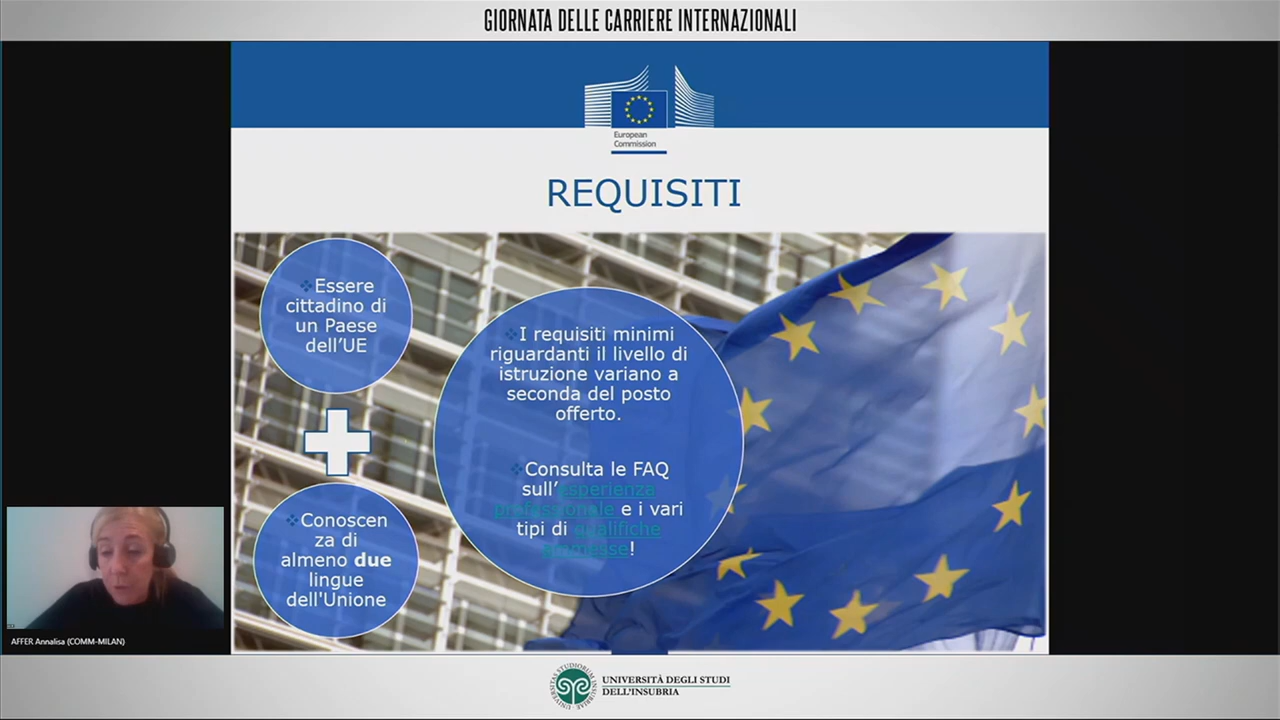 GIORNATA DELLE CARRIERE INTERNAZIONALI
European
Commission
REQUISITI
Essere
cittadino di
un Paese
dell'UE
Conoscen
za di
almeno due
lingue
dell'Unione
I requisiti minimi
riguardanti il livello di
istruzione variano a
seconda del posto
offerto.
Consulta le FAQ
sull'esperienza
professionale e i vari
tipi di qualifiche
ammesse!
AFFER Annalisa (COMM-MILAN)
UNIVERSITÀ DEGLI STUDI
DELL'INSUBRIA